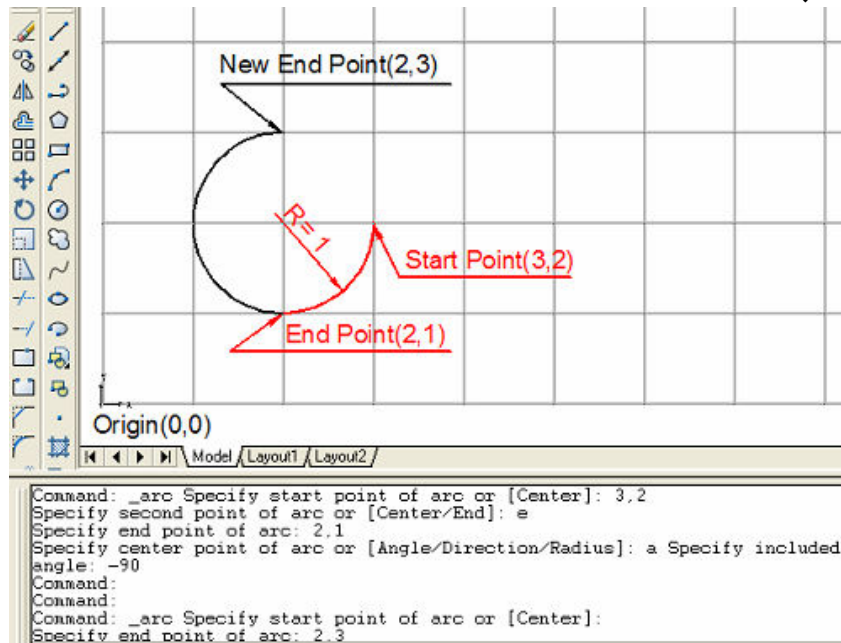 New End Point(2,3)
R= 1
Start Point(3,2)
End Point(2,1)
Origin(0,0)
Model Layout1 Layout2
Command: _arc Specify start point of arc or [Center]: 3,2
Specify second point of arc or [Center/End]: e
Specify end point of arc: 2,1
Specify center point of arc or [Angle/Direction/Radius]: a Specify included
angle: -90
Command:
Command:
Command: _arc Specify start point of arc or [Center]:
Specify end point of arc: 2,3